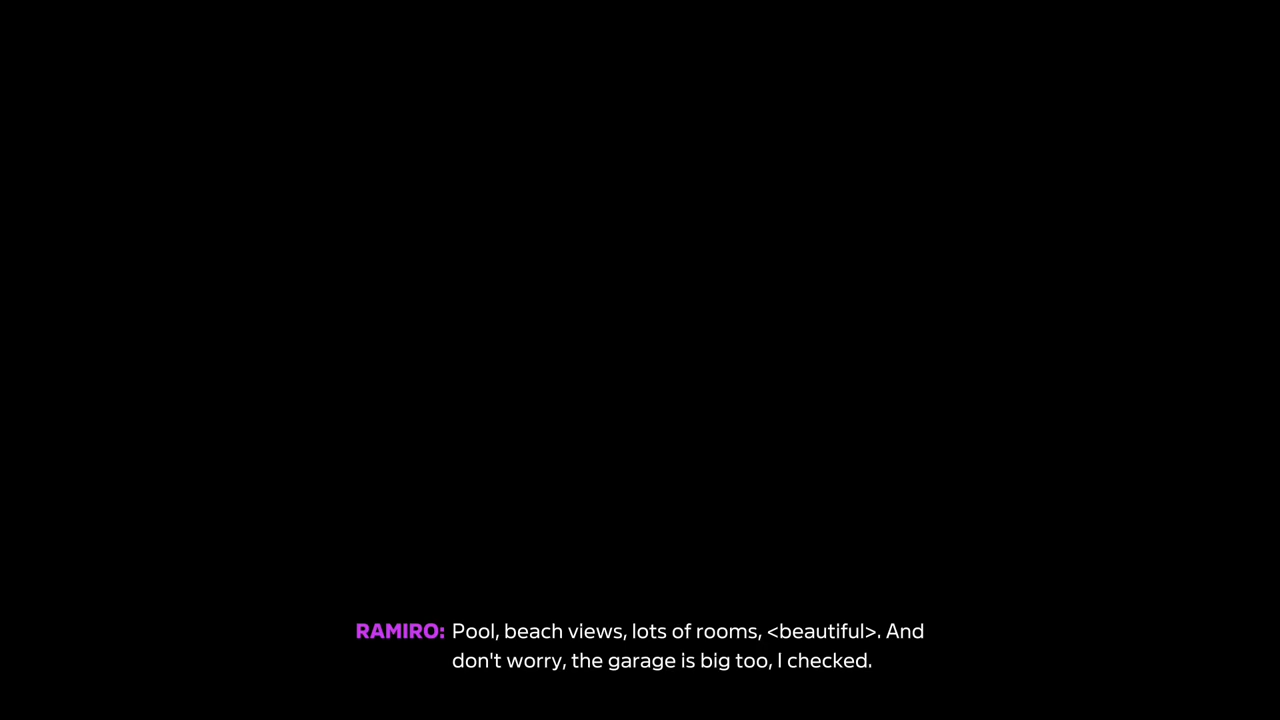 RAMIRO: Pool, beach views, lots of rooms, <beautiful>. And
don't worry, the garage is big too, I checked.